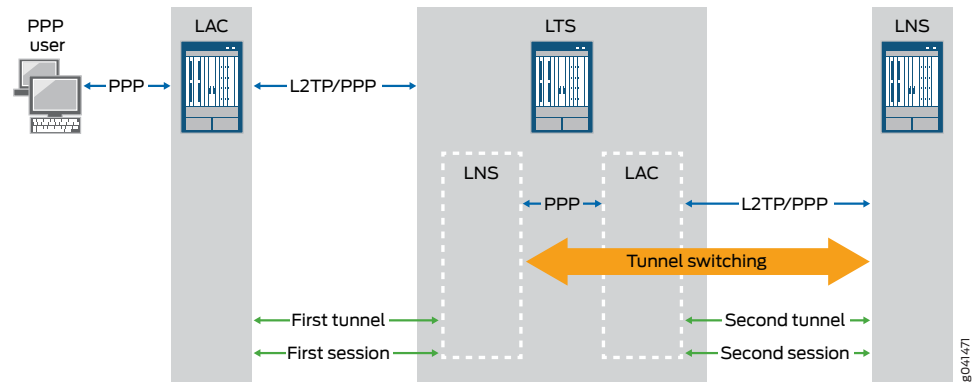 PPP
user
LAC
LTS
LNS
PPP
L2TP/PPP
LNS
LAC
PPP
L2TP/PPP
Tunnel switching
First tunnel
Second tunnel
First session
Second session
g041471